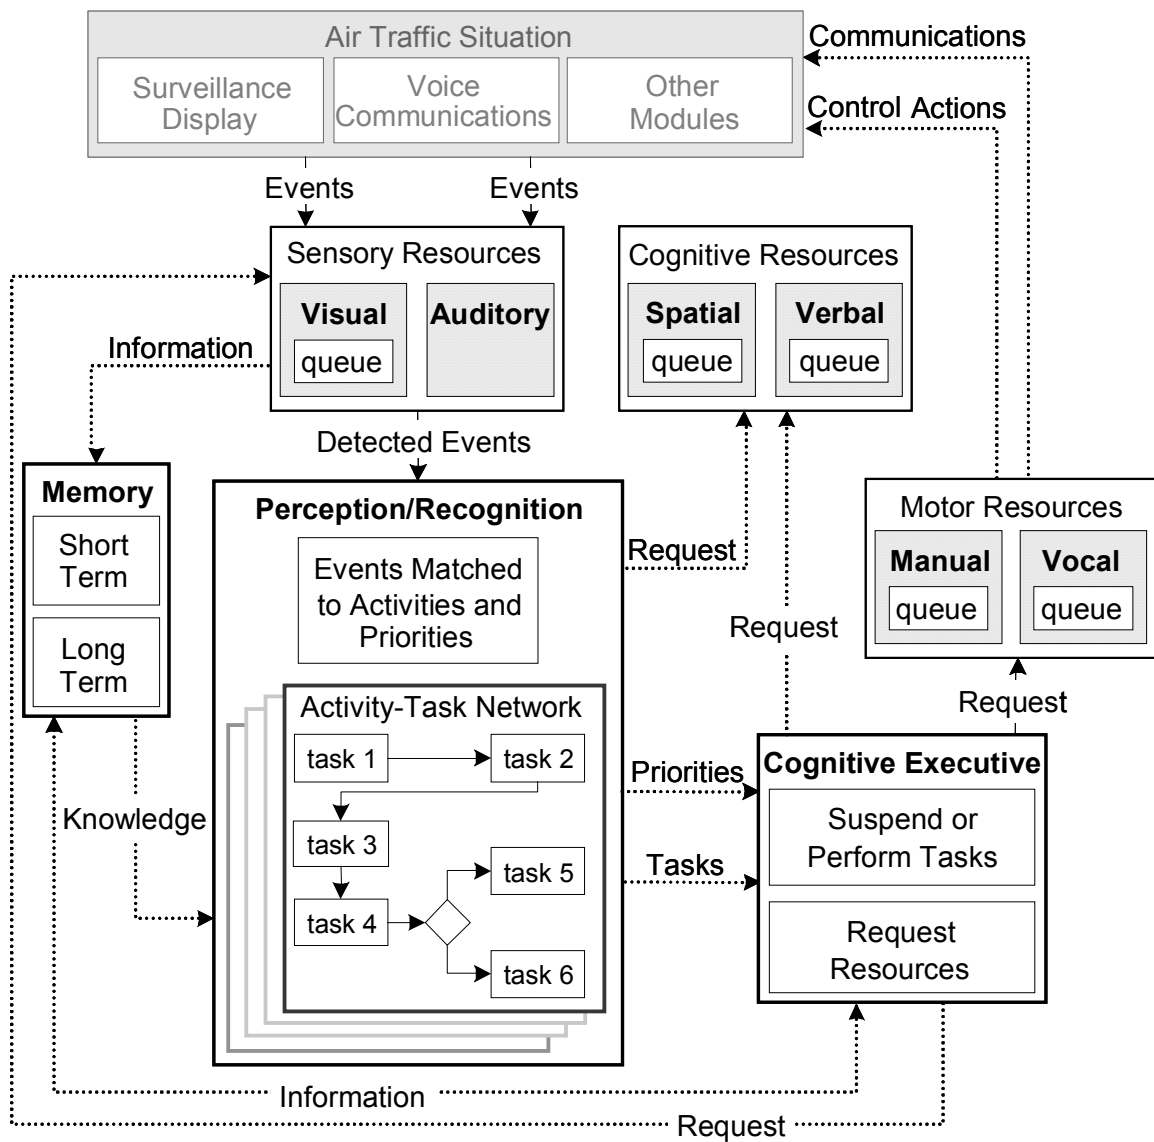 Air Traffic Situation
Communications
Surveillance
Display
Voice
Communications
Other
Modules
Control Actions
Events
Events
Sensory Resources
Visual
queue
Auditory
Cognitive Resources
Spatial
queue
Verbal
queue
Information
Detected Events
Memory
Short
Term
Long
Term
Perception/Recognition
Events Matched
to Activities and
Priorities
Request
Request
Motor Resources
Manual
queue
Vocal
queue
Request
Activity-Task Network
task 1
task 2
task 3
task 4
task 5
task 6
Knowledge
Priorities
Tasks
Cognitive Executive
Suspend or
Perform Tasks
Request
Resources
Information
Request